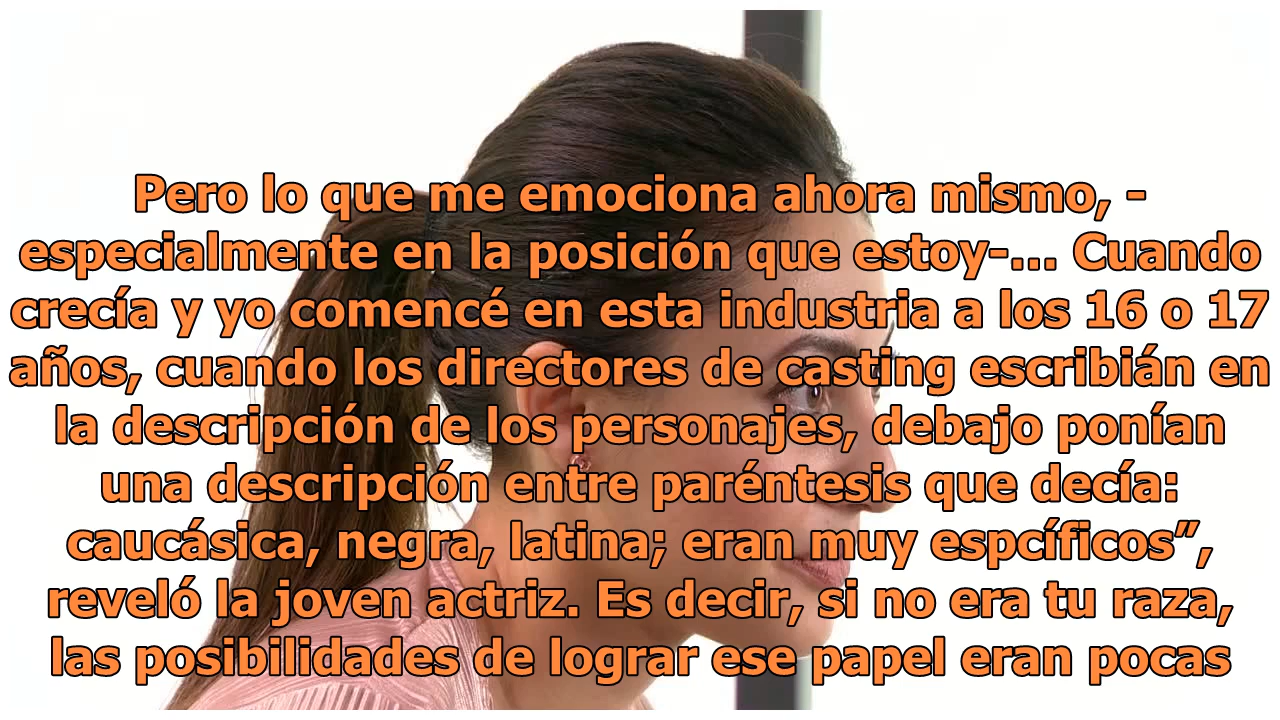 Pero lo que me emociona ahora mismo, -
especialmente en la posición que estoy-... Cuando
crecía y yo comencé en esta industria a los 16 o 17
años, cuando los directores de casting escribián en
la descripción de los personajes, debajo ponían
una descripción entre paréntesis que decía:
caucásica, negra, latina; eran muy espcíficos”,
reveló la joven actriz. Es decir, si no era tu raza,
las posibilidades de lograr ese papel eran pocas